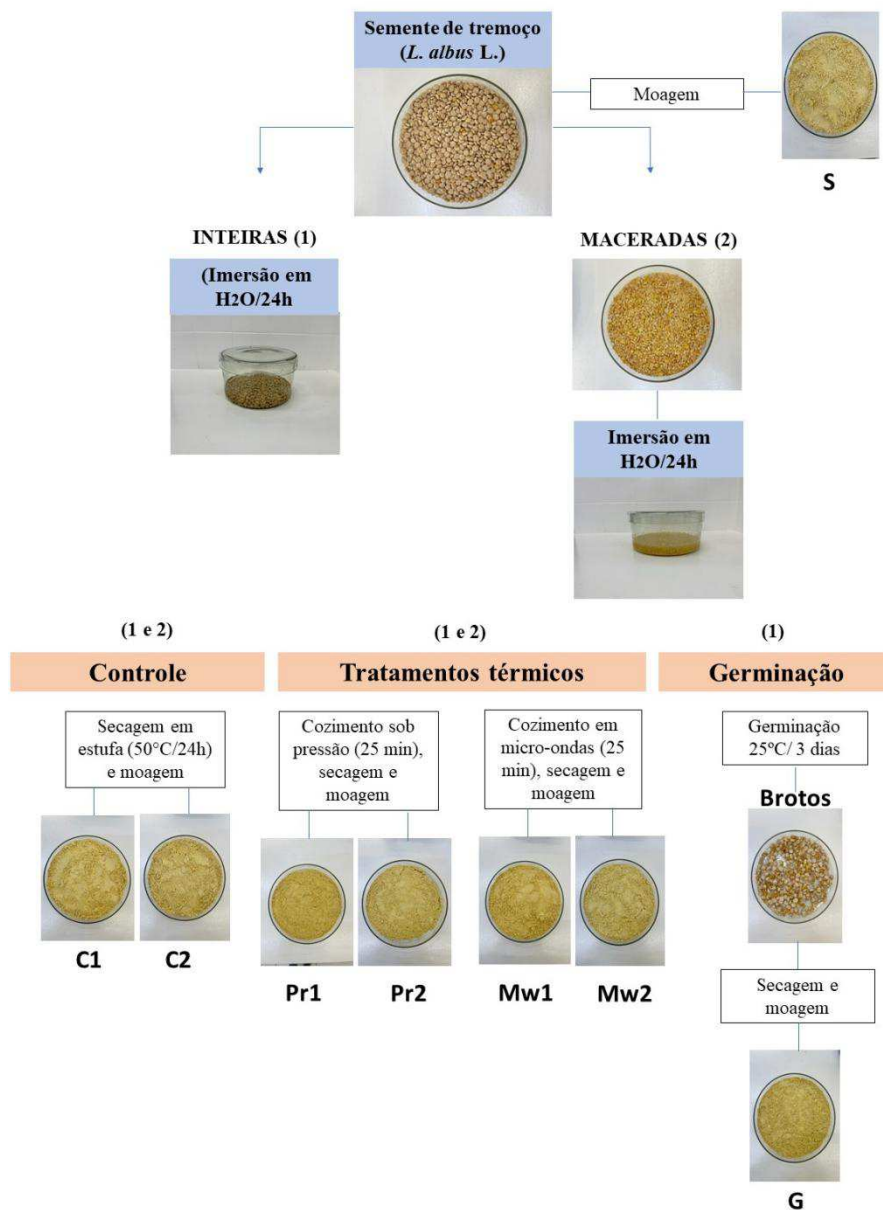 Semente de tremoço
(L. albus L.)
Moagem
S
INTEIRAS (1)
MACERADAS (2)
(Imersão em
H2O/24h
Imersão em
H2O/24h
(1 e 2)
(1 e 2)
(1)
Controle
Tratamentos térmicos
Germinação
Secagem em
estufa (50°C/24h)
e moagem
Cozimento sob
pressão (25 min),
secagem e
moagem
Cozimento em
micro-ondas (25
min), secagem e
moagem
Germinação
25ºC/ 3 dias
Brotos
C1
C2
Pr1
Pr2
Mw1
Mw2
Secagem e
moagem
G